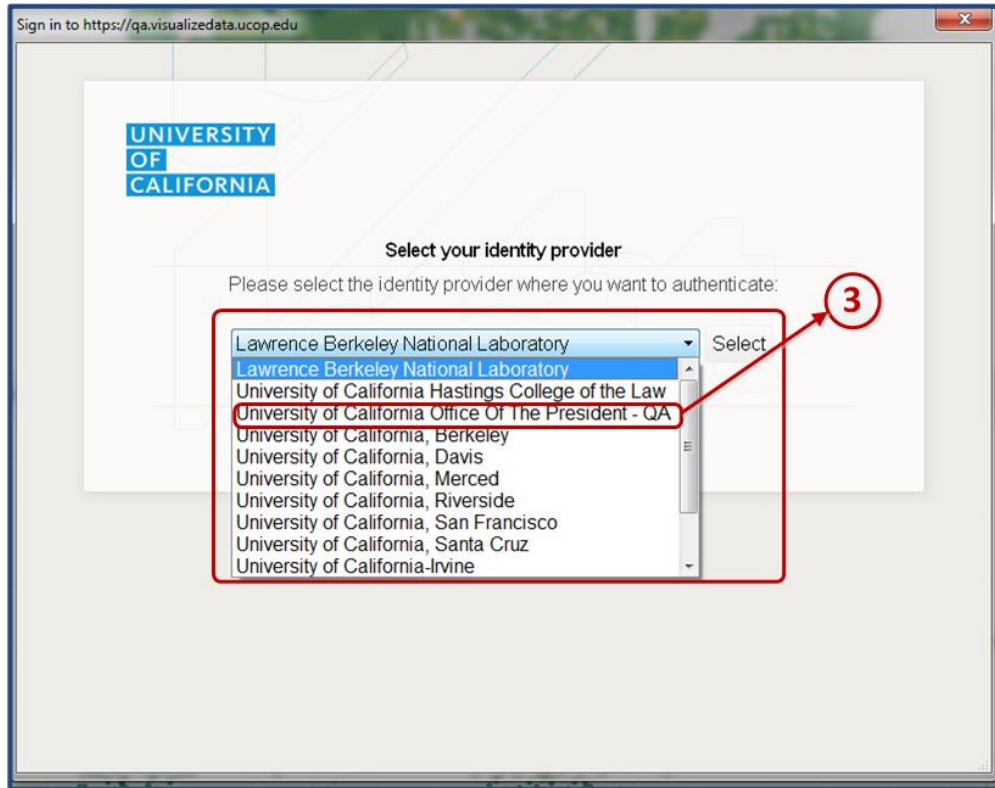 Sign in to https://qa.visualizedata.ucop.edu
x
UNIVERSITY
OF
CALIFORNIA
Select your identity provider
Please select the identity provider where you want to authenticate:
3
Lawrence Berkeley National Laboratory
Select
Lawrence Berkeley National Laboratory
University of California Hastings College of the Law
University of California Office Of The President - QA
University of California, Berkeley
University of California, Davis
University of California, Merced
University of California, Riverside
University of California, San Francisco
University of California, Santa Cruz
University of California-Irvine